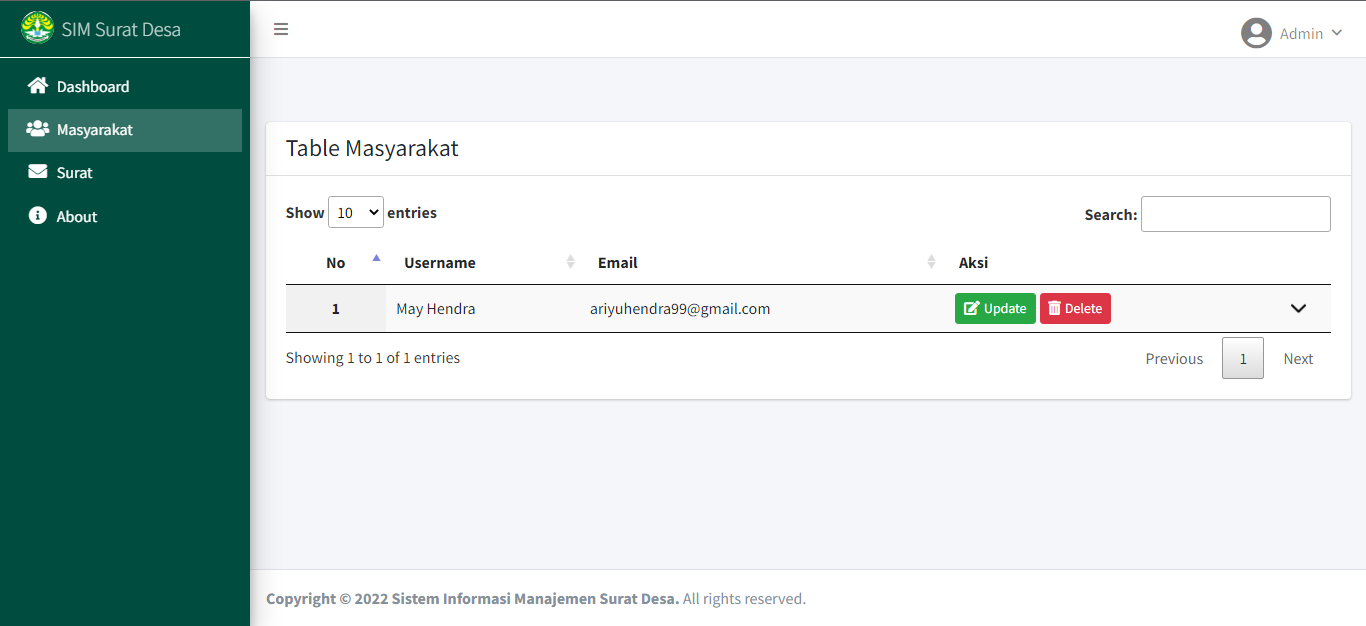 SIM Surat Desa
Admin
Dashboard
Masyarakat
Surat
About
Table Masyarakat
Show 10 entries
Search:
No Username Email Aksi
1 May Hendra ariyuhendra99@gmail.com Update Delete
Showing 1 to 1 of 1 entries
Previous 1 Next
Copyright © 2022 Sistem Informasi Manajemen Surat Desa. All rights reserved.